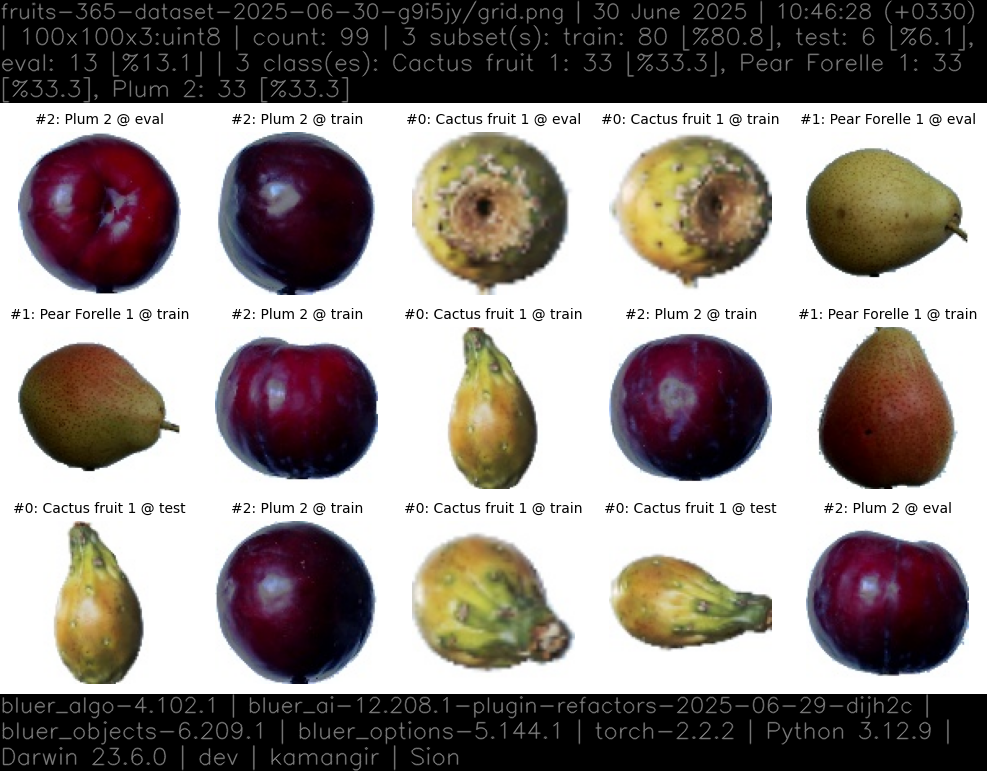 fruits-365-dataset-2025-06-30-g9i5jy/grid.png | 30 June 2025 | 10:46:28 (+0330)
| 100x100x3:uint8 | count: 99 | 3 subset(s): train: 80 [%80.8], test: 6 [%6.1],
eval: 13 [%13.1] | 3 class(es): Cactus fruit 1: 33 [%33.3], Pear Forelle 1: 33
[%33.3], Plum 2: 33 [%33.3]
#2: Plum 2 @ eval
#2: Plum 2 @ train
#0: Cactus fruit 1 @ eval
#0: Cactus fruit 1 @ train
#1: Pear Forelle 1 @ eval
#1: Pear Forelle 1 @ train
#2: Plum 2 @ train
#0: Cactus fruit 1 @ train
#2: Plum 2 @ train
#1: Pear Forelle 1 @ train
#0: Cactus fruit 1 @ test
#2: Plum 2 @ train
#0: Cactus fruit 1 @ train
#0: Cactus fruit 1 @ test
#2: Plum 2 @ eval
bluer_algo-4.102.1 | bluer_ai-12.208.1-plugin-refactors-2025-06-29-dijh2c |
bluer_objects-6.209.1 | bluer_options-5.144.1 | torch-2.2.2 | Python 3.12.9 |
Darwin 23.6.0 | dev | kamangir | Sion